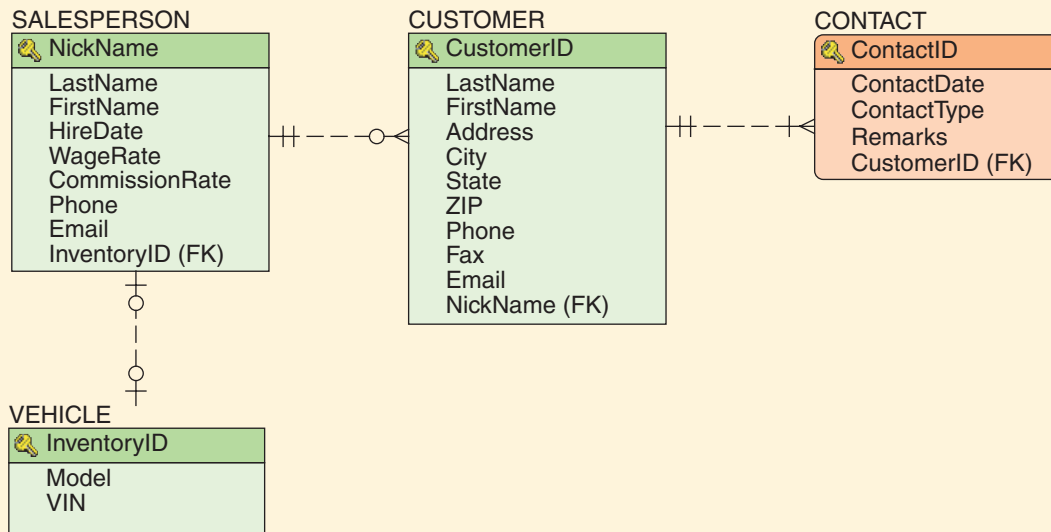 SALESPERSON
NickName
LastName
FirstName
HireDate
WageRate
CommissionRate
Phone
Email
InventoryID (FK)
CUSTOMER
CustomerID
LastName
FirstName
Address
City
State
ZIP
Phone
Fax
Email
NickName (FK)
CONTACT
ContactID
ContactDate
ContactType
Remarks
CustomerID (FK)
VEHICLE
InventoryID
Model
VIN